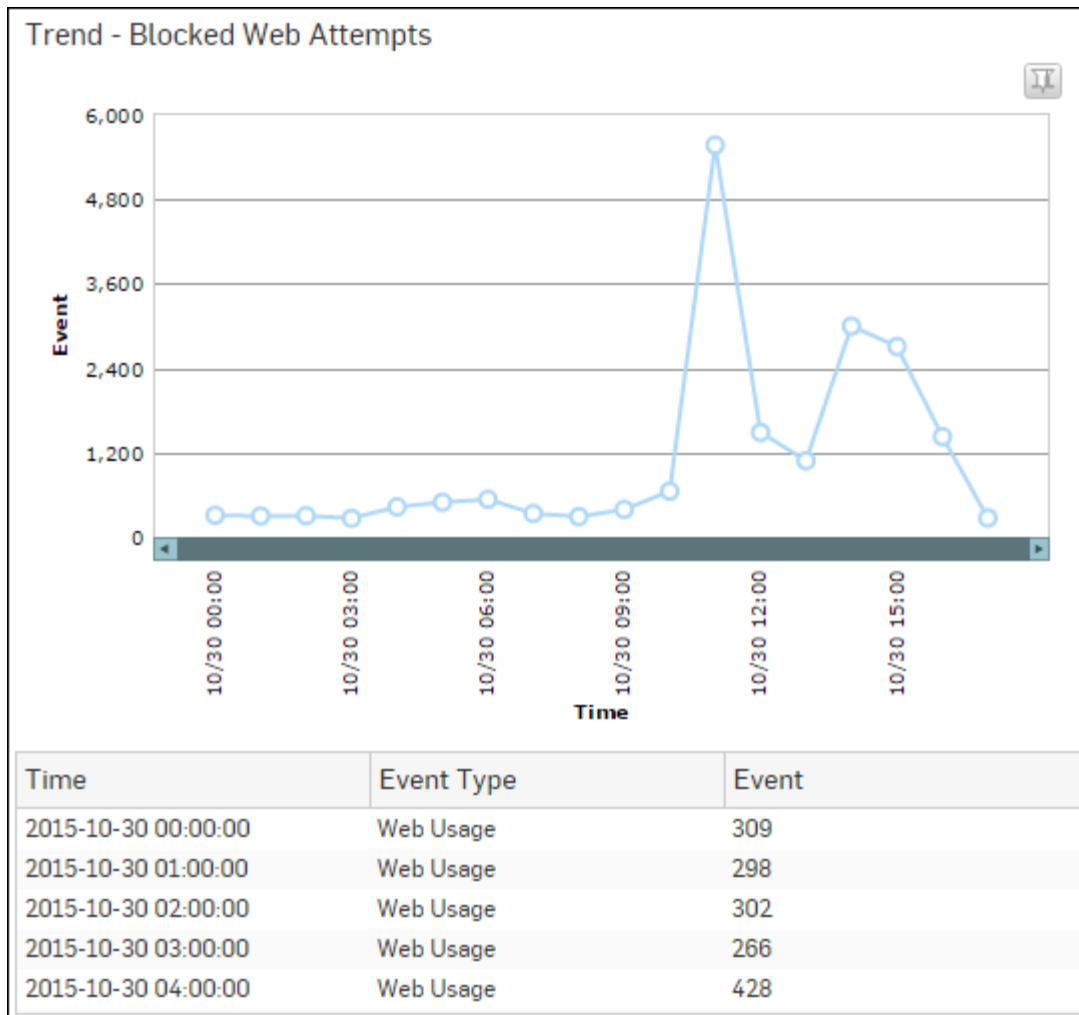 Trend - Blocked Web Attempts
6,000
4,800
3,600
2,400
1,200
0
Event
10/30 00:00
10/30 03:00
10/30 06:00
10/30 09:00
10/30 12:00
10/30 15:00
Time
Time Event Type Event
2015-10-30 00:00:00 Web Usage 309
2015-10-30 01:00:00 Web Usage 298
2015-10-30 02:00:00 Web Usage 302
2015-10-30 03:00:00 Web Usage 266
2015-10-30 04:00:00 Web Usage 428